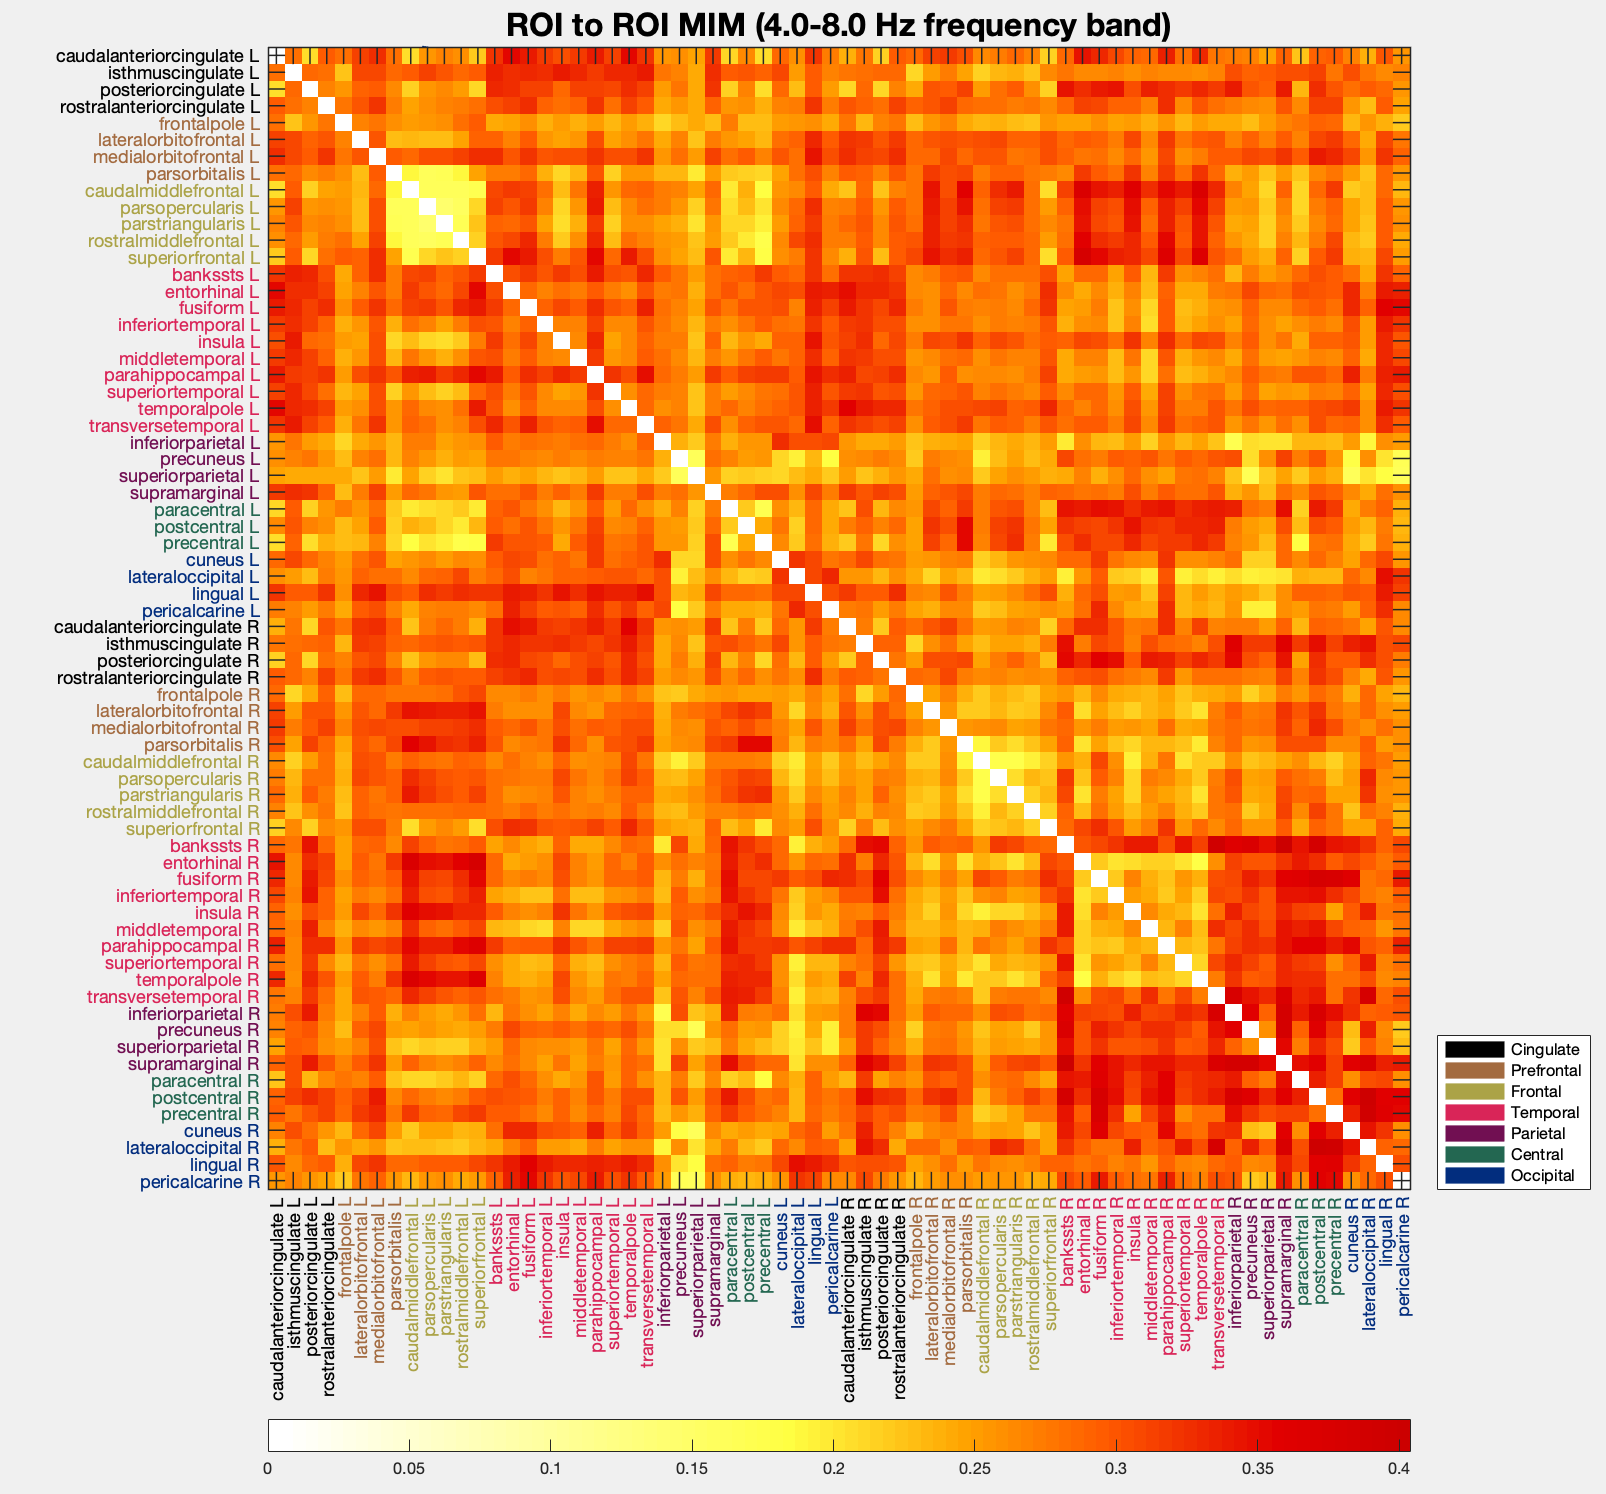 ROI to ROI MIM (4.0-8.0 Hz frequency band)
caudalanteriorcingulate L
isthmuscingulate L
posteriorcingulate L
rostralanteriorcingulate L
frontalpole L
lateralorbitofrontal L
medialorbitofrontal L
parsorbitalis L
caudalmiddlefrontal L
parsopercularis L
parstriangularis L
rostralmiddlefrontal L
superiorfrontal L
bankssts L
entorhinal L
fusiform L
inferiortemporal L
insula L
middletemporal L
parahippocampal L
superiortemporal L
temporalpole L
transversetemporal L
inferiorparietal L
precuneus L
superiorparietal L
supramarginal L
paracentral L
postcentral L
precentral L
cuneus L
lateraloccipital L
lingual L
pericalcarine L
caudalanteriorcingulate R
isthmuscingulate R
posteriorcingulate R
rostralanteriorcingulate R
frontalpole R
lateralorbitofrontal R
medialorbitofrontal R
parsorbitalis R
caudalmiddlefrontal R
parsopercularis R
parstriangularis R
rostralmiddlefrontal R
superiorfrontal R
bankssts R
entorhinal R
fusiform R
inferiortemporal R
insula R
middletemporal R
parahippocampal R
superiortemporal R
temporalpole R
transversetemporal R
inferiorparietal R
precuneus R
superiorparietal R
supramarginal R
paracentral R
postcentral R
precentral R
cuneus R
lateraloccipital R
lingual R
pericalcarine R
caudalanteriorcingulate L
isthmuscingulate L
posteriorcingulate L
rostralanteriorcingulate L
frontalpole L
lateralorbitofrontal L
medialorbitofrontal L
parsorbitalis L
caudalmiddlefrontal L
parsopercularis L
parstriangularis L
rostralmiddlefrontal L
superiorfrontal L
bankssts L
entorhinal L
fusiform L
inferiortemporal L
insula L
middletemporal L
parahippocampal L
superiortemporal L
temporalpole L
transversetemporal L
inferiorparietal L
precuneus L
superiorparietal L
supramarginal L
paracentral L
postcentral L
precentral L
cuneus L
lateraloccipital L
lingual L
pericalcarine L
caudalanteriorcingulate R
isthmuscingulate R
posteriorcingulate R
rostralanteriorcingulate R
frontalpole R
lateralorbitofrontal R
medialorbitofrontal R
parsorbitalis R
caudalmiddlefrontal R
parsopercularis R
parstriangularis R
rostralmiddlefrontal R
superiorfrontal R
bankssts R
entorhinal R
fusiform R
inferiortemporal R
insula R
middletemporal R
parahippocampal R
superiortemporal R
temporalpole R
transversetemporal R
inferiorparietal R
precuneus R
superiorparietal R
supramarginal R
paracentral R
postcentral R
precentral R
cuneus R
lateraloccipital R
lingual R
pericalcarine R
Cingulate
Prefrontal
Frontal
Temporal
Parietal
Central
Occipital
0 0.05 0.1 0.15 0.2 0.25 0.3 0.35 0.4